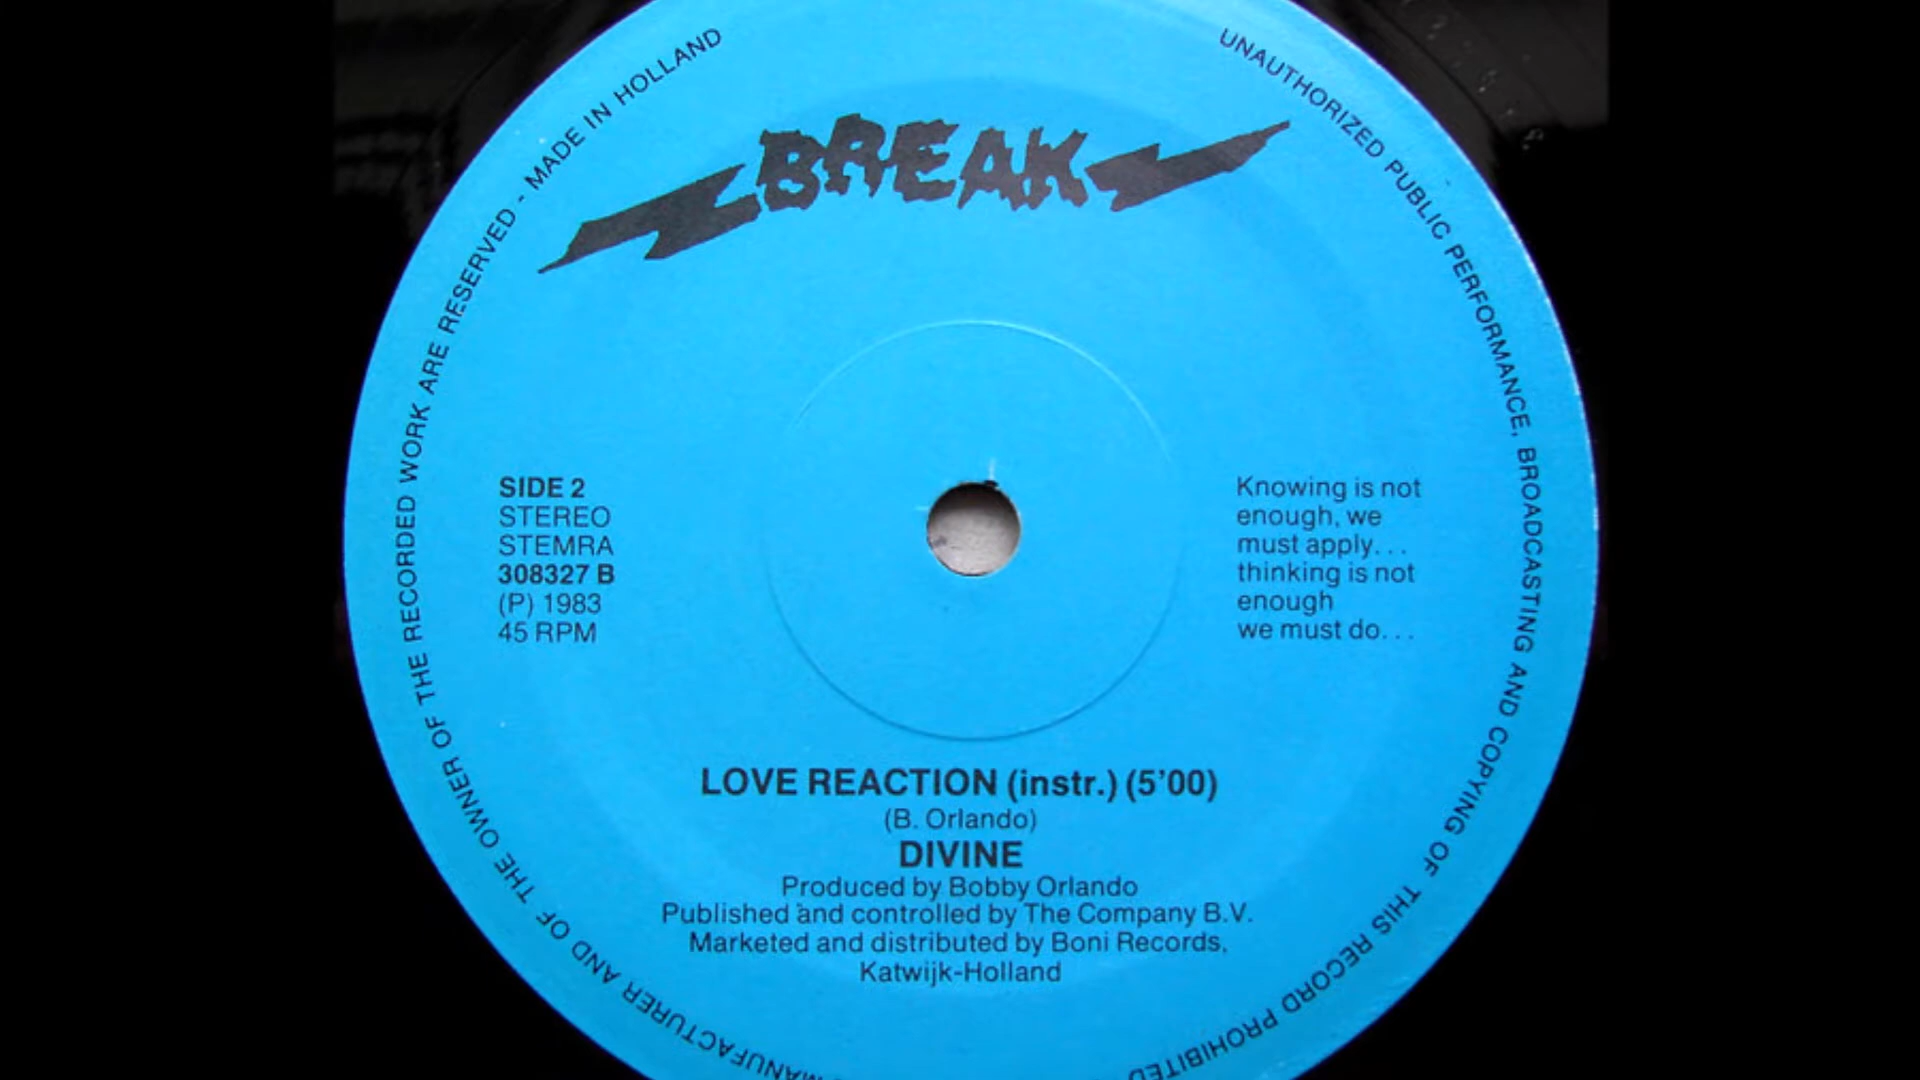 BREAK
SIDE 2
STEREO
STEMRA
308327 B
(P) 1983
45 RPM
Knowing is not
enough, we
must apply...
thinking is not
enough
we must do...
LOVE REACTION (instr.) (5'00)
(B. Orlando)
DIVINE
Produced by Bobby Orlando
Published and controlled by The Company B.V.
Marketed and distributed by Boni Records,
Katwijk-Holland
MANUFACTURER AND OF THE OWNER OF THE RECORDED WORK ARE RESERVED - MADE IN HOLLAND
UNAUTHORIZED PUBLIC PERFORMANCE, BROADCASTING AND COPYING OF THIS RECORD PROHIBITED